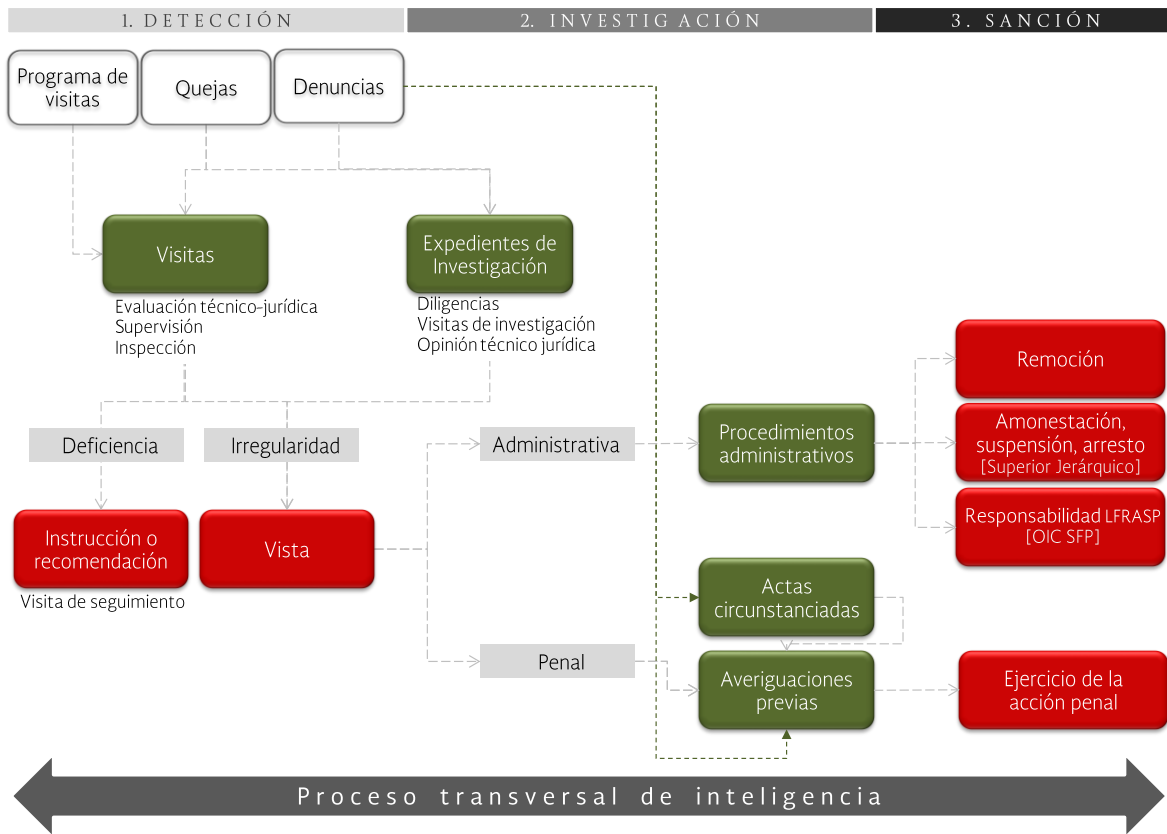 1. DETECCIÓN
2. INVESTIGACIÓN
3. SANCIÓN
Programa de
visitas
Quejas
Denuncias
Visitas
Evaluación técnico-jurídica
Supervisión
Inspección
Expedientes de
Investigación
Diligencias
Visitas de investigación
Opinión técnico jurídica
Deficiencia
Irregularidad
Administrativa
Procedimientos
administrativos
Remoción
Amonestación,
suspensión, arresto
[Superior Jerárquico]
Responsabilidad LFRASP
[OIC SFP]
Instrucción o
recomendación
Visita de seguimiento
Vista
Actas
circunstanciadas
Penal
Averiguaciones
previas
Ejercicio de la
acción penal
Proceso transversal de inteligencia